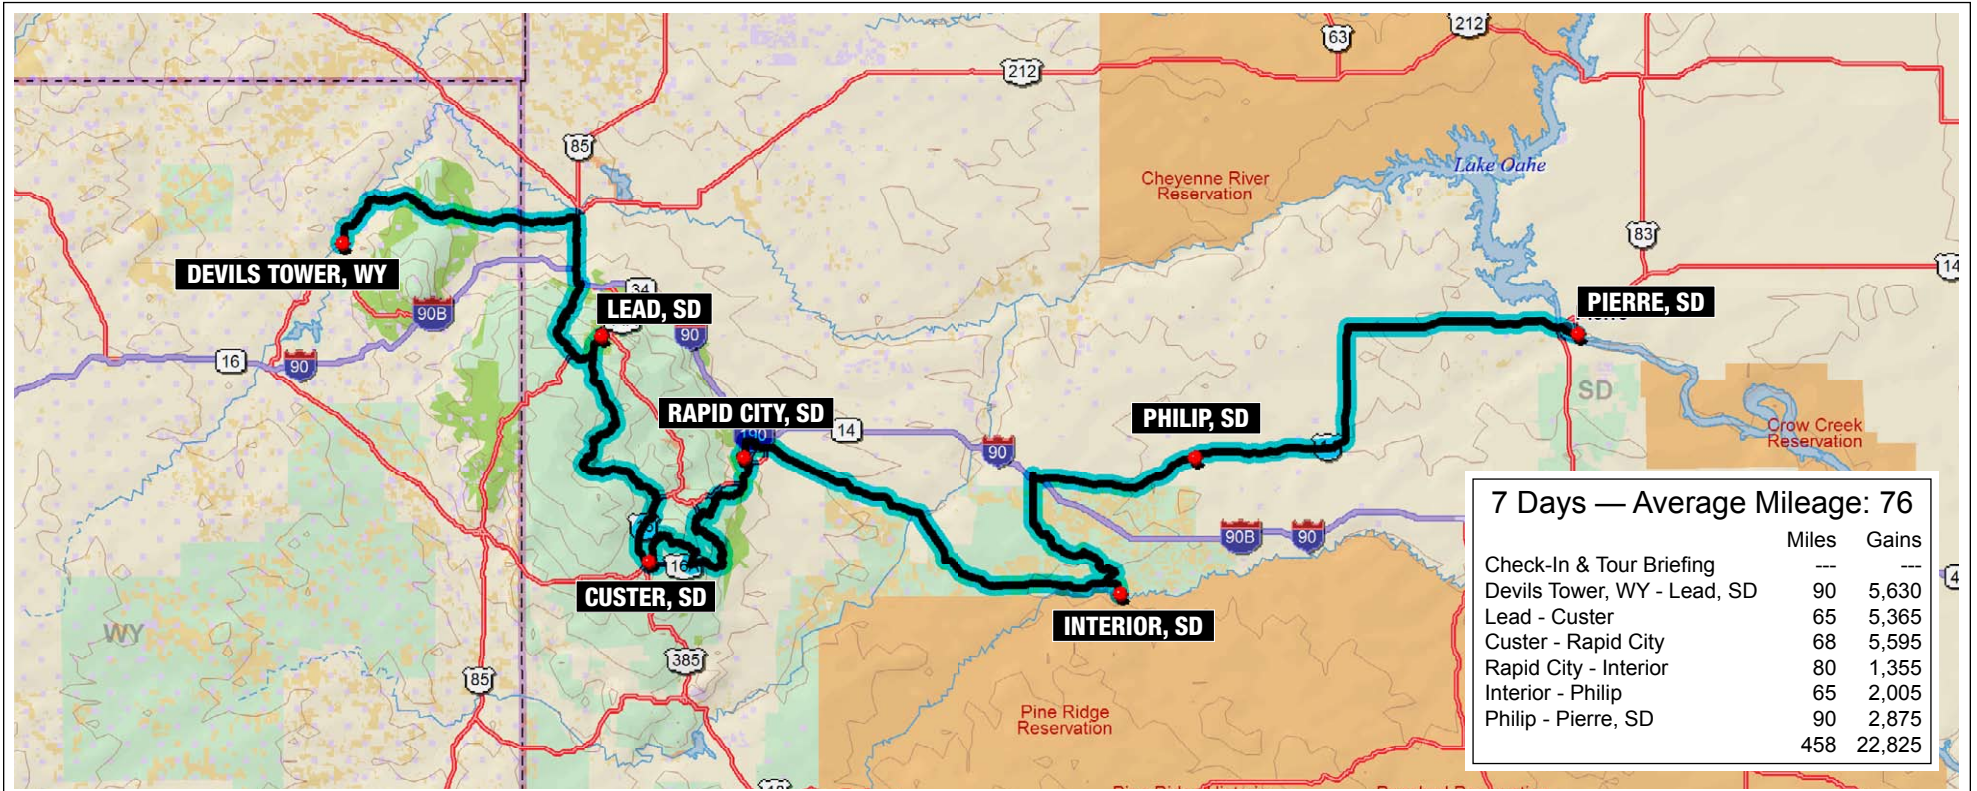 212
63
212
85
Cheyenne River
Reservation
Lake Oahe
83
14
DEVILS TOWER, WY
34
90B
LEAD, SD
90
PIERRE, SD
16
90
RAPID CITY, SD
PHILIP, SD
SD
14
90
Crow Creek
Reservation
90B
90
16
CUSTER, SD
INTERIOR, SD
WY
385
85
Pine Ridge
Reservation
7 Days — Average Mileage: 76
Miles Gains
Check-In & Tour Briefing --- ---
Devils Tower, WY - Lead, SD 90 5,630
Lead - Custer 65 5,365
Custer - Rapid City 68 5,595
Rapid City - Interior 80 1,355
Interior - Philip 65 2,005
Philip - Pierre, SD 90 2,875
458 22,825